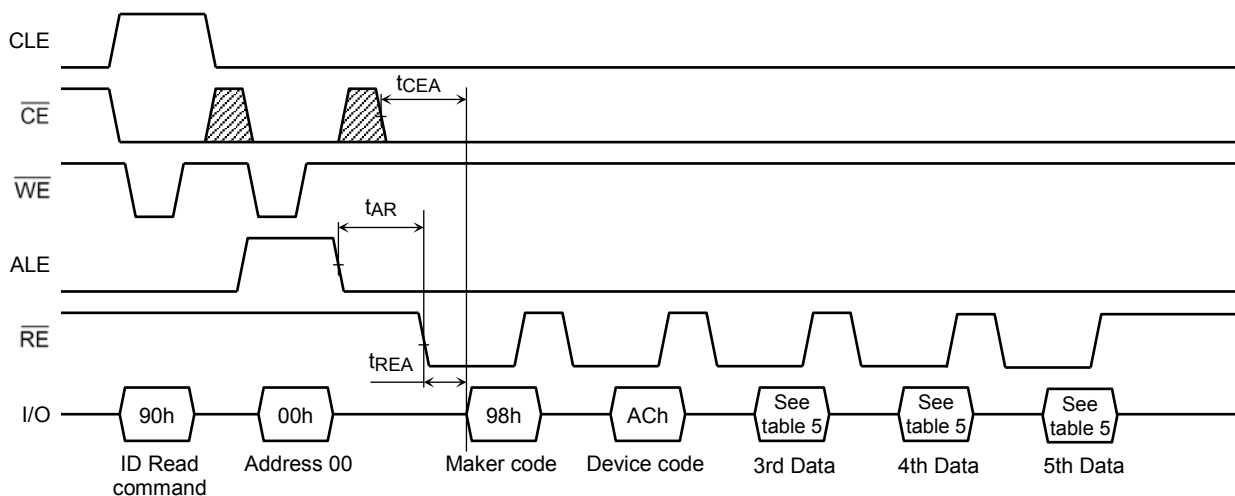 CLE
tCEA
CE
WE
tAR
ALE
RE
tREA
I/O
90h
00h
98h
ACh
See
table 5
See
table 5
See
table 5
ID Read
command
Address 00
Maker code
Device code
3rd Data
4th Data
5th Data